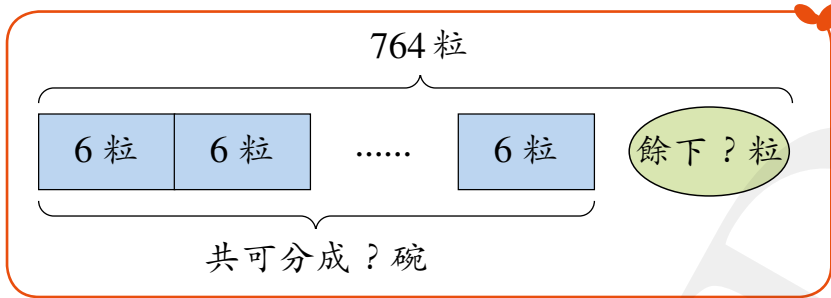 764 粒
6 粒 6 粒 ...... 6 粒 餘下 ? 粒
共可分成 ? 碗